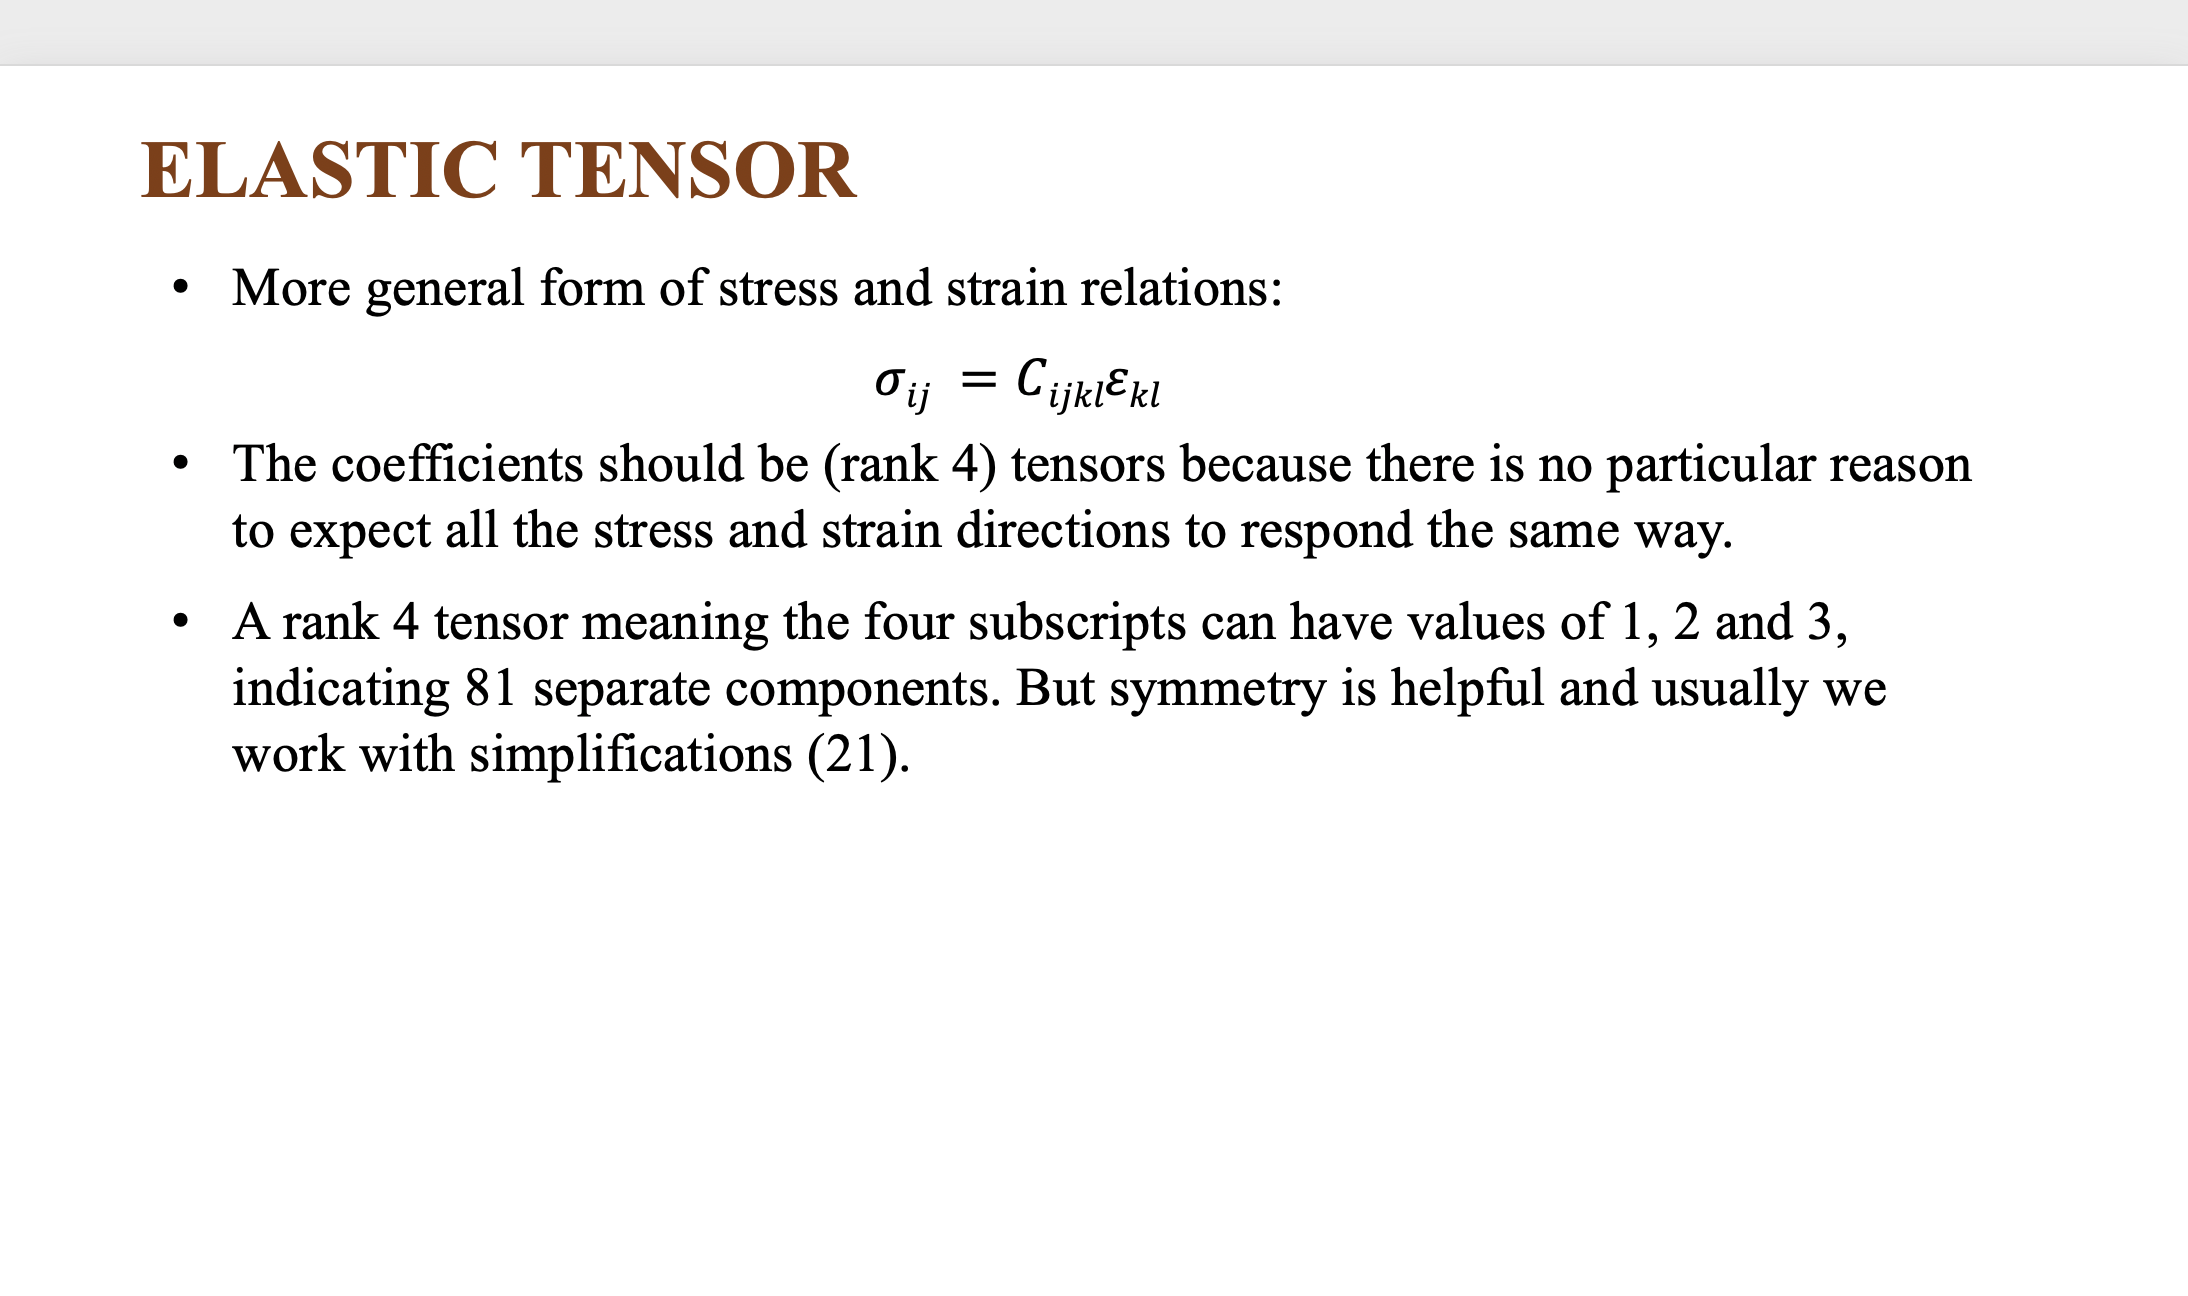 ELASTIC TENSOR
• More general form of stress and strain relations:
σ_{ij} = C_{ijkl}ε_{kl}
• The coefficients should be (rank 4) tensors because there is no particular reason
to expect all the stress and strain directions to respond the same way.
• A rank 4 tensor meaning the four subscripts can have values of 1, 2 and 3,
indicating 81 separate components. But symmetry is helpful and usually we
work with simplifications (21).